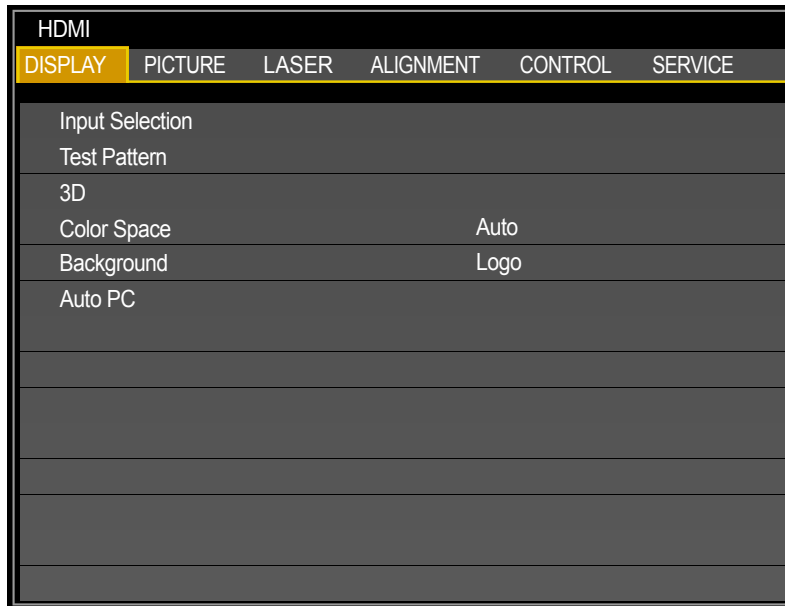 HDMI
DISPLAY PICTURE LASER ALIGNMENT CONTROL SERVICE
Input Selection
Test Pattern
3D
Color Space Auto
Background Logo
Auto PC